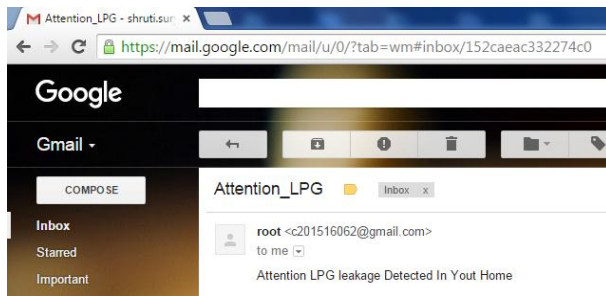 Attention_LPG - shruti.sur
https://mail.google.com/mail/u/0/?tab=wm#inbox/152caeac332274c0
Google
Gmail
COMPOSE
Inbox
Starred
Important
Attention_LPG Inbox x
root <c201516062@gmail.com>
to me
Attention LPG leakage Detected In Yout Home